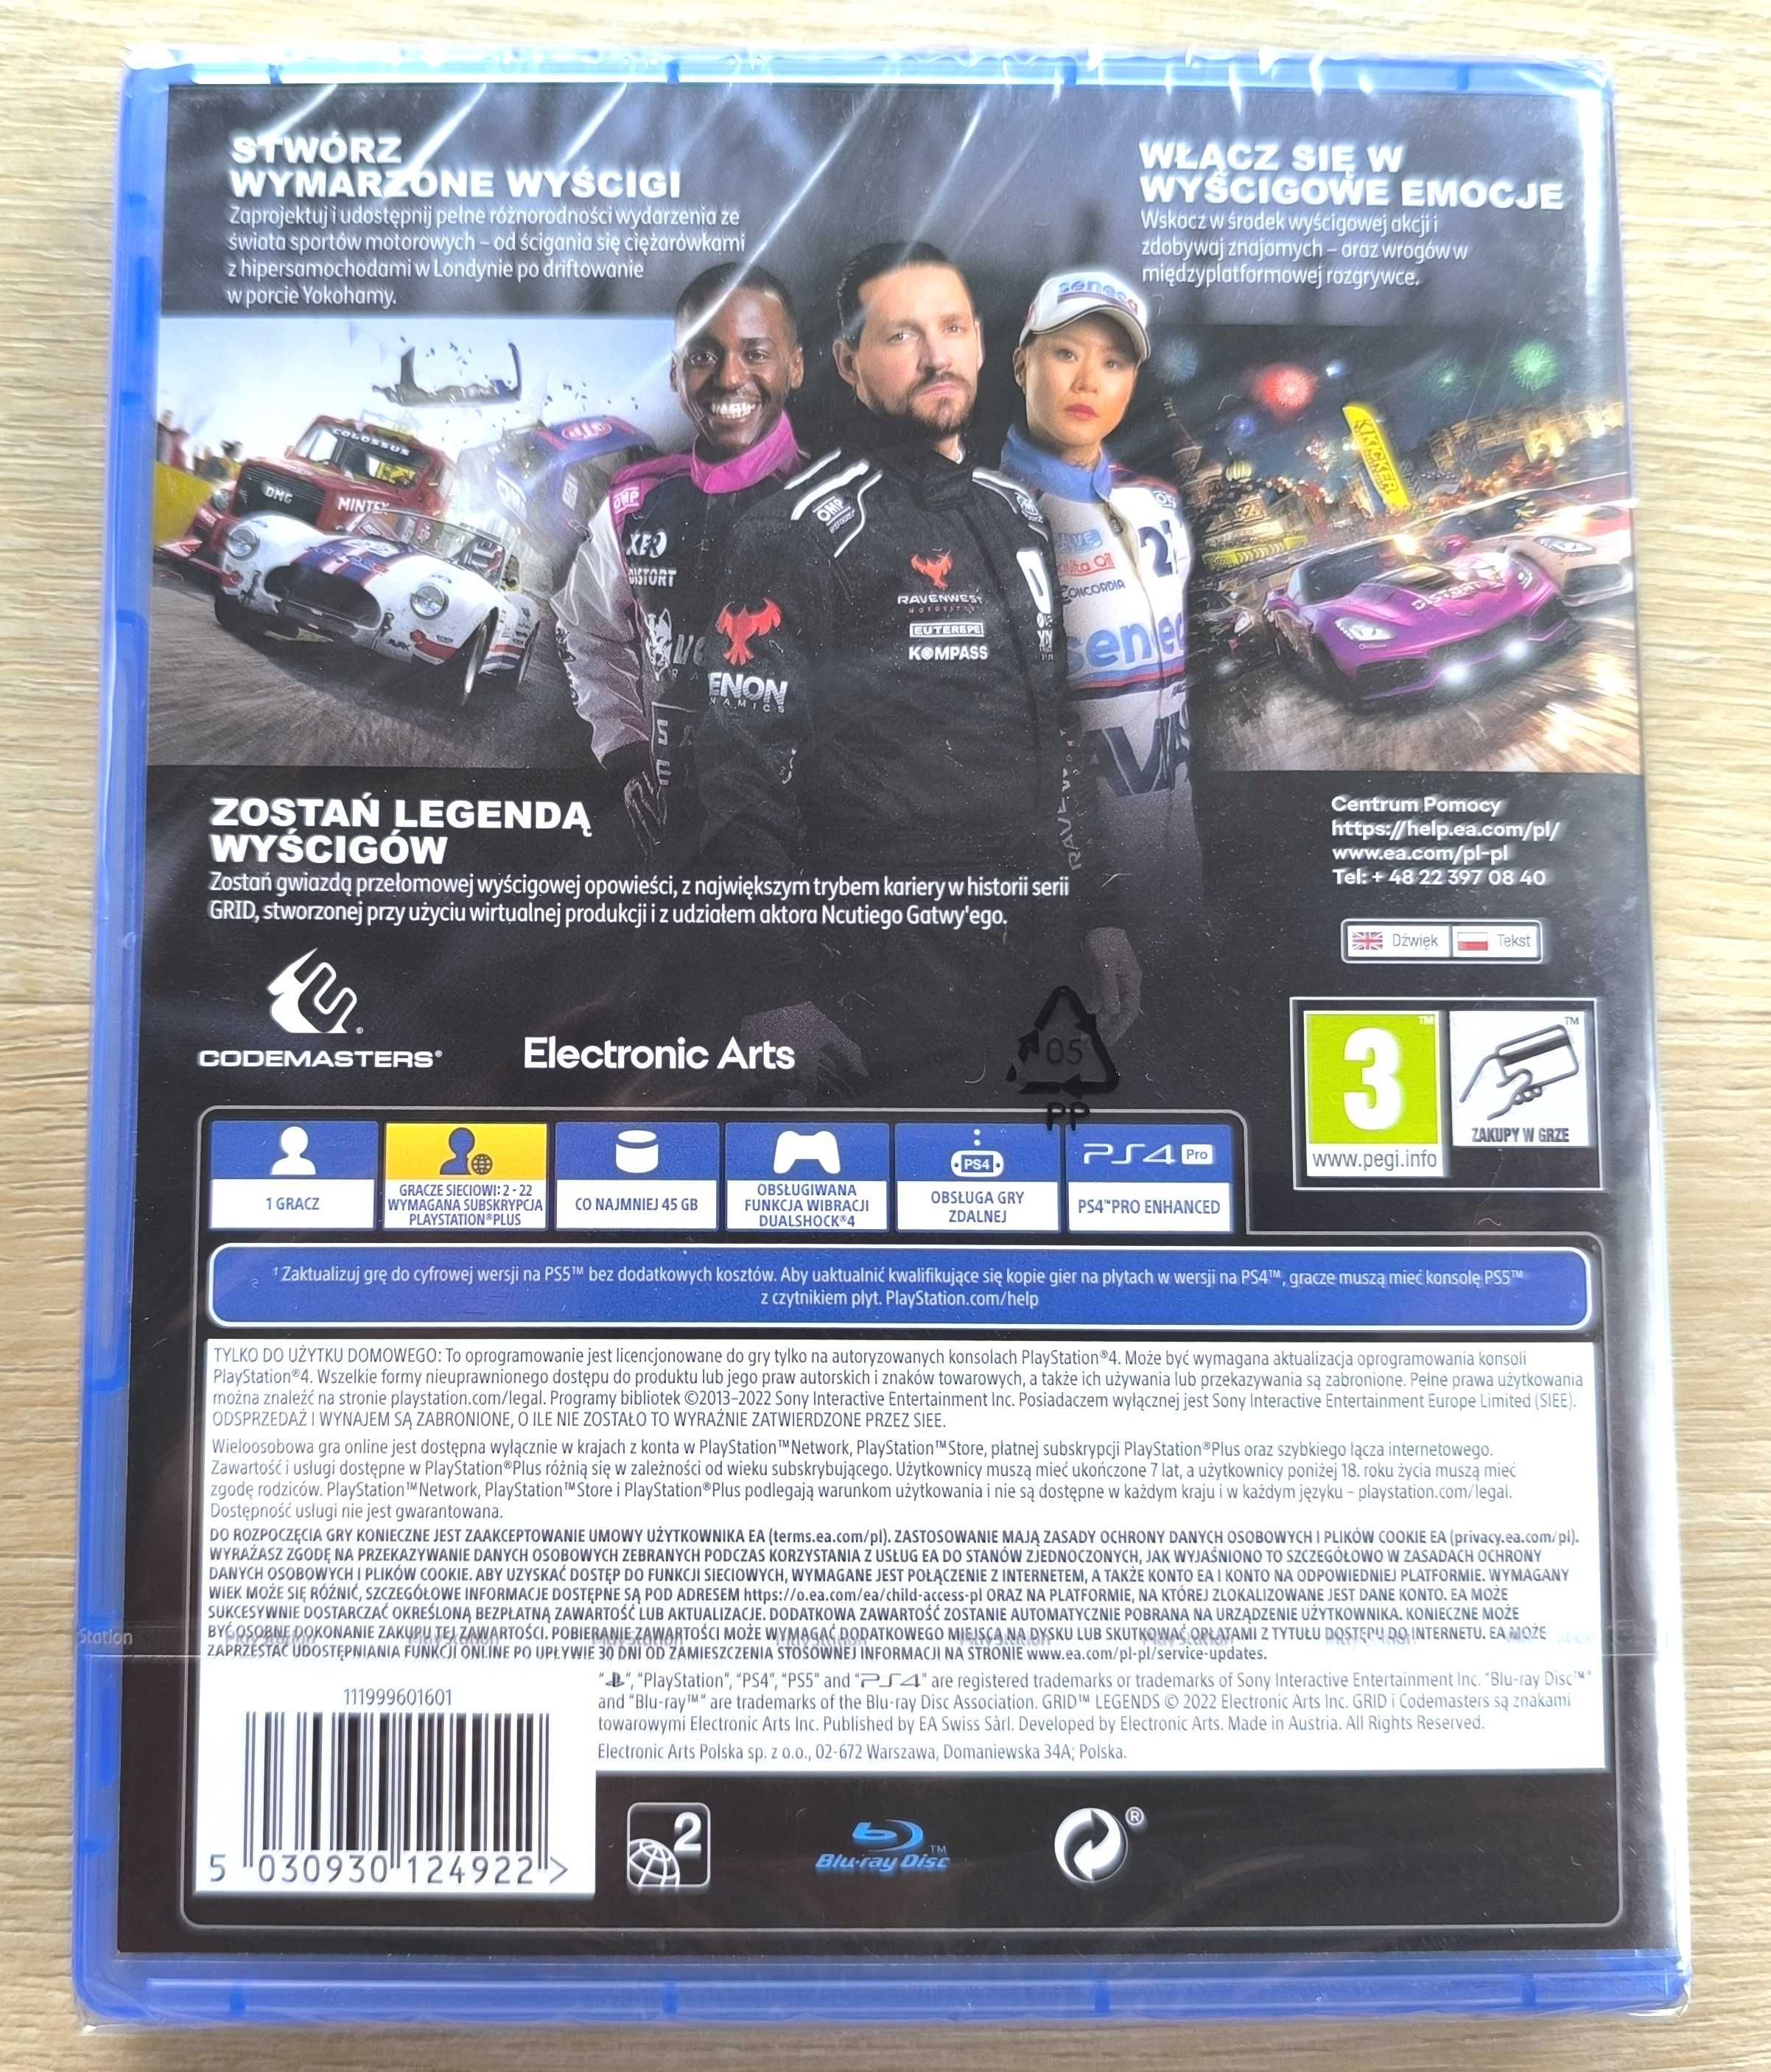 STWÓRZ
WYMARZONE WYŚCIGI
Zaprojektuj i udostępnij pełne różnorodności wydarzenia ze
świata sportów motorowych – od ścigania się ciężarówkami
z hipersamochodami w Londynie po driftowanie
w porcie Yokohamy.
WŁĄCZ SIĘ W
WYŚCIGOWE EMOCJE
Wskocz w środek wyścigowej akcji i
zdobywaj znajomych – oraz wrogów w
międzyplatformowej rozgrywce.
seneca
COLOSSUS
DMG
MINTEX
KICKER
OMP
OMP
XERO
DISTORT
RAVENWEST
MOTORSPORT
EUTEREPE
KOMPASS
ENON
NAMICS
Vita Oil
CONCORDIA
27
senec
ZOSTAŃ LEGENDĄ
WYŚCIGÓW
Zostań gwiazdą przełomowej wyścigowej opowieści, z największym trybem kariery w historii serii
GRID, stworzonej przy użyciu wirtualnej produkcji i z udziałem aktora Ncutiego Gatwy'ego.
Centrum Pomocy
https://help.ea.com/pl/
www.ea.com/pl-pl
Tel: + 48 22 397 08 40
Dźwięk Tekst
CODEMASTERS®
Electronic Arts
05
PP
3™
www.pegi.info
™
ZAKUPY W GRZE
1 GRACZ
GRACZE SIECIOWI: 2 - 22
WYMAGANA SUBSKRYPCJA
PLAYSTATION®PLUS
CO NAJMNIEJ 45 GB
OBSŁUGIWANA
FUNKCJA WIBRACJI
DUALSHOCK®4
PS4
OBSŁUGA GRY
ZDALNEJ
PS4 Pro
PS4™PRO ENHANCED
¹ Zaktualizuj grę do cyfrowej wersji na PS5™ bez dodatkowych kosztów. Aby uaktualnić kwalifikujące się kopie gier na płytach w wersji na PS4™, gracze muszą mieć konsolę PS5™
z czytnikiem płyt. PlayStation.com/help
TYLKO DO UŻYTKU DOMOWEGO: To oprogramowanie jest licencjonowane do gry tylko na autoryzowanych konsolach PlayStation®4. Może być wymagana aktualizacja oprogramowania konsoli
PlayStation®4. Wszelkie formy nieuprawnionego dostępu do produktu lub jego praw autorskich i znaków towarowych, a także ich używania lub przekazywania są zabronione. Pełne prawa użytkowania
można znaleźć na stronie playstation.com/legal. Programy bibliotek ©2013–2022 Sony Interactive Entertainment Inc. Posiadaczem wyłącznej jest Sony Interactive Entertainment Europe Limited (SIEE).
ODSPRZEDAŻ I WYNAJEM SĄ ZABRONIONE, O ILE NIE ZOSTAŁO TO WYRAŹNIE ZATWIERDZONE PRZEZ SIEE.
Wieloosobowa gra online jest dostępna wyłącznie w krajach z konta w PlayStation™Network, PlayStation™Store, płatnej subskrypcji PlayStation®Plus oraz szybkiego łącza internetowego.
Zawartość i usługi dostępne w PlayStation®Plus różnią się w zależności od wieku subskrybującego. Użytkownicy muszą mieć ukończone 7 lat, a użytkownicy poniżej 18. roku życia muszą mieć
zgodę rodziców. PlayStation™Network, PlayStation™Store i PlayStation®Plus podlegają warunkom użytkowania i nie są dostępne w każdym kraju i w każdym języku – playstation.com/legal.
Dostępność usługi nie jest gwarantowana.
DO ROZPOCZĘCIA GRY KONIECZNE JEST ZAAKCEPTOWANIE UMOWY UŻYTKOWNIKA EA (terms.ea.com/pl). ZASTOSOWANIE MAJĄ ZASADY OCHRONY DANYCH OSOBOWYCH I PLIKÓW COOKIE EA (privacy.ea.com/pl).
WYRAŻASZ ZGODĘ NA PRZEKAZYWANIE DANYCH OSOBOWYCH ZEBRANYCH PODCZAS KORZYSTANIA Z USŁUG EA DO STANÓW ZJEDNOCZONYCH, JAK WYJAŚNIONO TO SZCZEGÓŁOWO W ZASADACH OCHRONY
DANYCH OSOBOWYCH I PLIKÓW COOKIE. ABY UZYSKAĆ DOSTĘP DO FUNKCJI SIECIOWYCH, WYMAGANE JEST POŁĄCZENIE Z INTERNETEM, A TAKŻE KONTO EA I KONTO NA ODPOWIEDNIEJ PLATFORMIE. WYMAGANY
WIEK MOŻE SIĘ RÓŻNIĆ, SZCZEGÓŁOWE INFORMACJE DOSTĘPNE SĄ POD ADRESEM https://o.ea.com/ea/child-access-pl ORAZ NA PLATFORMIE, NA KTÓREJ ZLOKALIZOWANE JEST DANE KONTO. EA MOŻE
SUKCESYWNIE DOSTARCZAĆ OKREŚLONĄ BEZPŁATNĄ ZAWARTOŚĆ LUB AKTUALIZACJE. DODATKOWA ZAWARTOŚĆ ZOSTANIE AUTOMATYCZNIE POBRANA NA URZĄDZENIE UŻYTKOWNIKA. KONIECZNE MOŻE
BYĆ OSOBNE DOKONANIE ZAKUPU TEJ ZAWARTOŚCI. POBIERANIE ZAWARTOŚCI MOŻE WYMAGAĆ DODATKOWEGO MIEJSCA NA DYSKU LUB SKUTKOWAĆ OPŁATAMI Z TYTUŁU DOSTĘPU DO INTERNETU. EA MOŻE
ZAPRZESTAĆ UDOSTĘPNIANIA FUNKCJI ONLINE PO UPŁYWIE 30 DNI OD ZAMIESZCZENIA STOSOWNEJ INFORMACJI NA STRONIE www.ea.com/pl-pl/service-updates.
"", "PlayStation", "PS4", "PS5" and "PS4" are registered trademarks or trademarks of Sony Interactive Entertainment Inc. "Blu-ray Disc™"
and "Blu-ray™" are trademarks of the Blu-ray Disc Association. GRID™ LEGENDS © 2022 Electronic Arts Inc. GRID i Codemasters są znakami
towarowymi Electronic Arts Inc. Published by EA Swiss Sàrl. Developed by Electronic Arts. Made in Austria. All Rights Reserved.
Electronic Arts Polska sp. z o.o., 02-672 Warszawa, Domaniewska 34A; Polska.
111999601601
5 030930 124922 >
2
Blu-ray Disc™
®